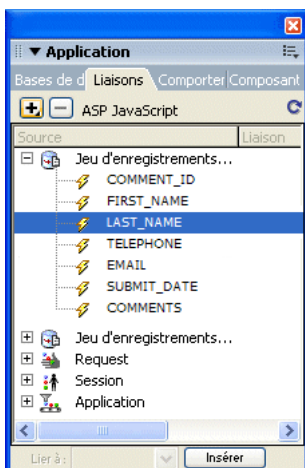 Application
Bases de d Liaisons Comporter Composant
ASP JavaScript
Source Liaison
Jeu d'enregistrements...
COMMENT_ID
FIRST_NAME
LAST_NAME
TELEPHONE
EMAIL
SUBMIT_DATE
COMMENTS
Jeu d'enregistrements...
Request
Session
Application
Lier à : Insérer